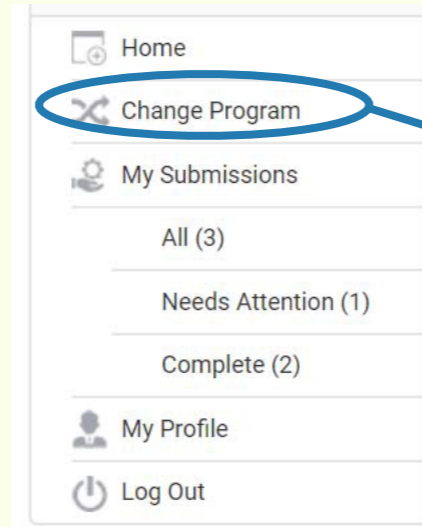 Home
Change Program
My Submissions
All (3)
Needs Attention (1)
Complete (2)
My Profile
Log Out